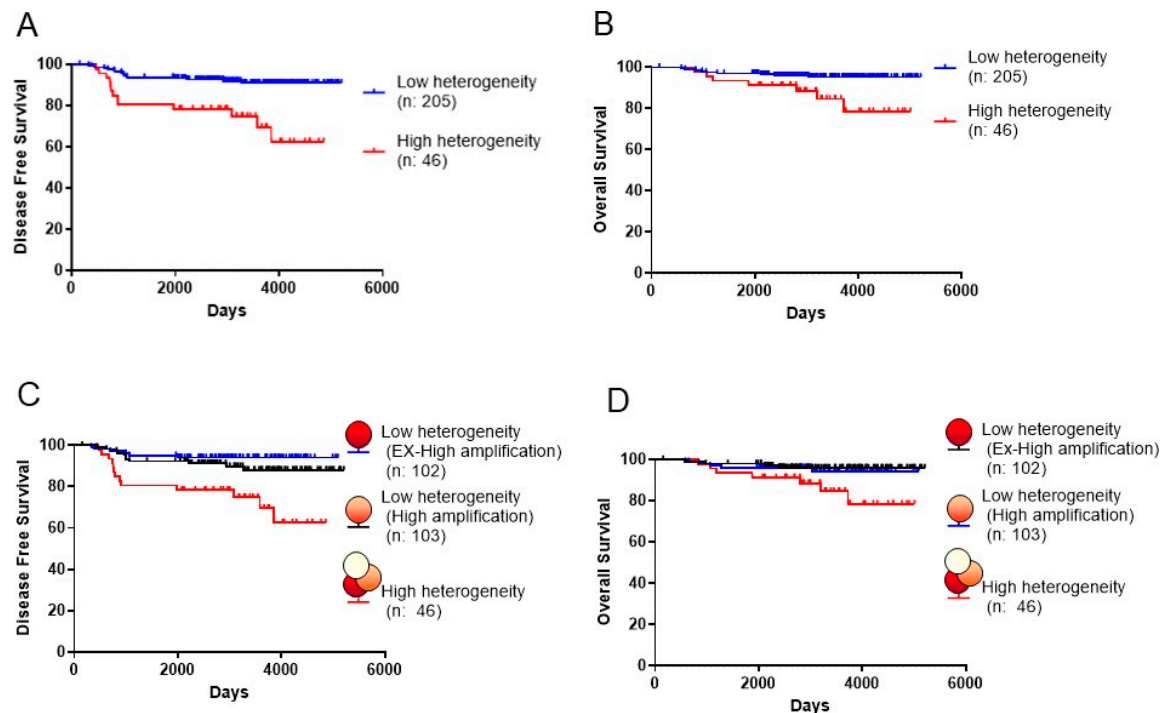 A
Disease Free Survival
100
80
60
40
20
0
0 2000 4000 6000
Days
Low heterogeneity
(n: 205)
High heterogeneity
(n: 46)
B
Overall Survival
100
80
60
40
20
0
0 2000 4000 6000
Days
Low heterogeneity
(n: 205)
High heterogeneity
(n: 46)
C
Disease Free Survival
100
80
60
40
20
0
0 2000 4000 6000
Days
Low heterogeneity
(EX-High amplification)
(n: 102)
Low heterogeneity
(High amplification)
(n: 103)
High heterogeneity
(n: 46)
D
Overall Survival
100
80
60
40
20
0
0 2000 4000 6000
Days
Low heterogeneity
(Ex-High amplification)
(n: 102)
Low heterogeneity
(High amplification)
(n: 103)
High heterogeneity
(n: 46)